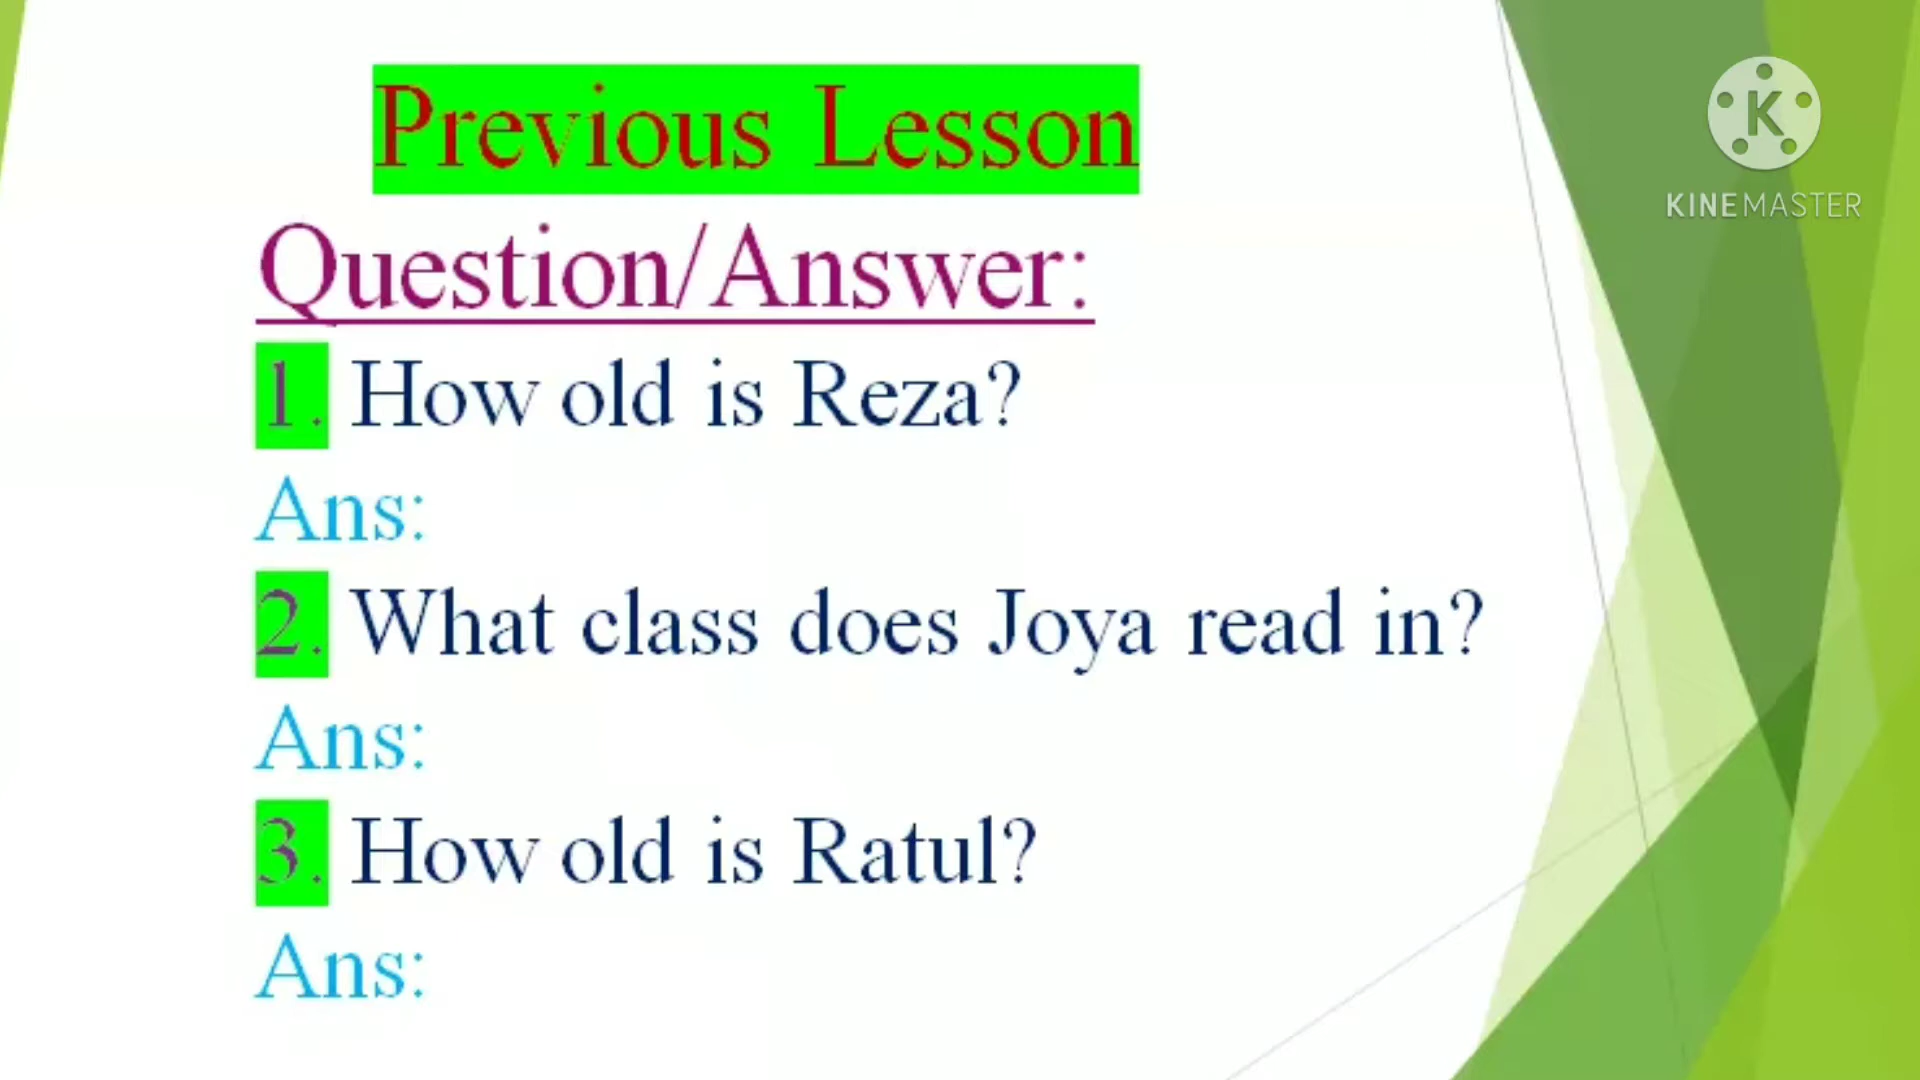 Previous Lesson
Question/Answer:
1. How old is Reza?
Ans:
2. What class does Joya read in?
Ans:
3. How old is Ratul?
Ans:
K
KINEMASTER